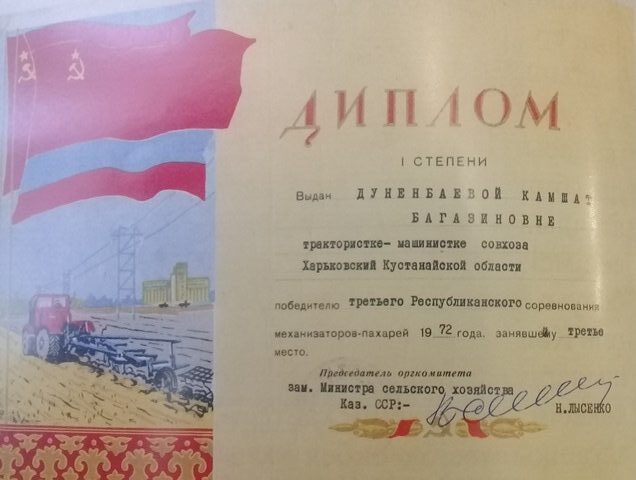 ДИПЛОМ
I СТЕПЕНИ
Выдан ДУНЕНБАЕВОЙ КАМШАТ
БАГАЗИНОВНЕ
трактористке- машинистке совхоза
Харьковский Кустанайской области
победителю третьего Республиканского соревнования
механизаторов-пахарей 1972 года. занявшему третье
место.
Председатель оргкомитета
зам. Министра сельского хозяйства
Каз. ССР:-
Н.ЛЫСЕНКО